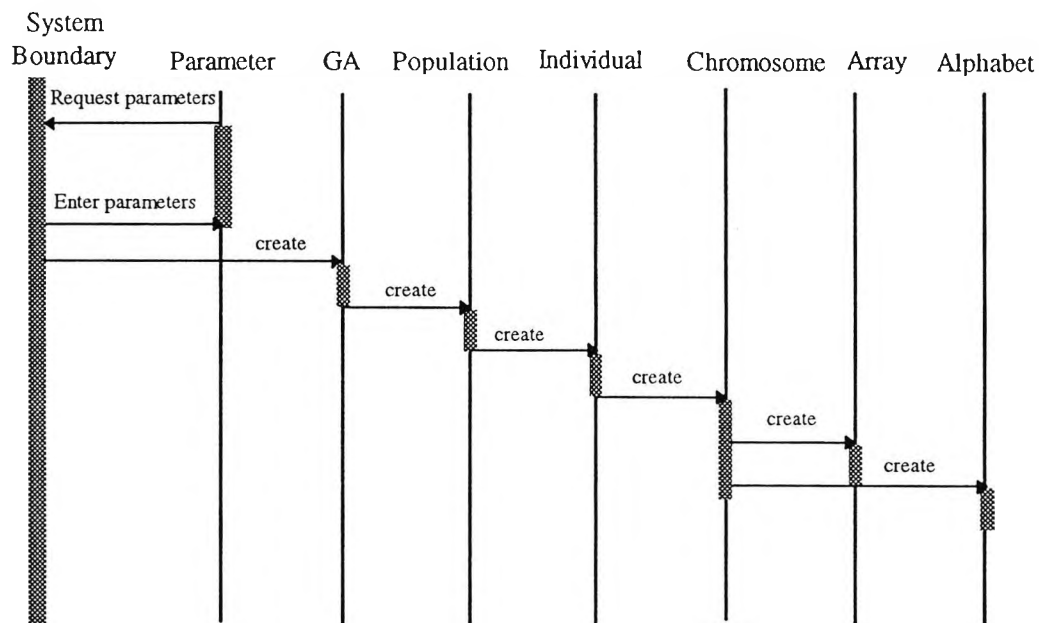 System
Boundary Parameter GA Population Individual Chromosome Array Alphabet
Request parameters
Enter parameters
create
create
create
create
create
create